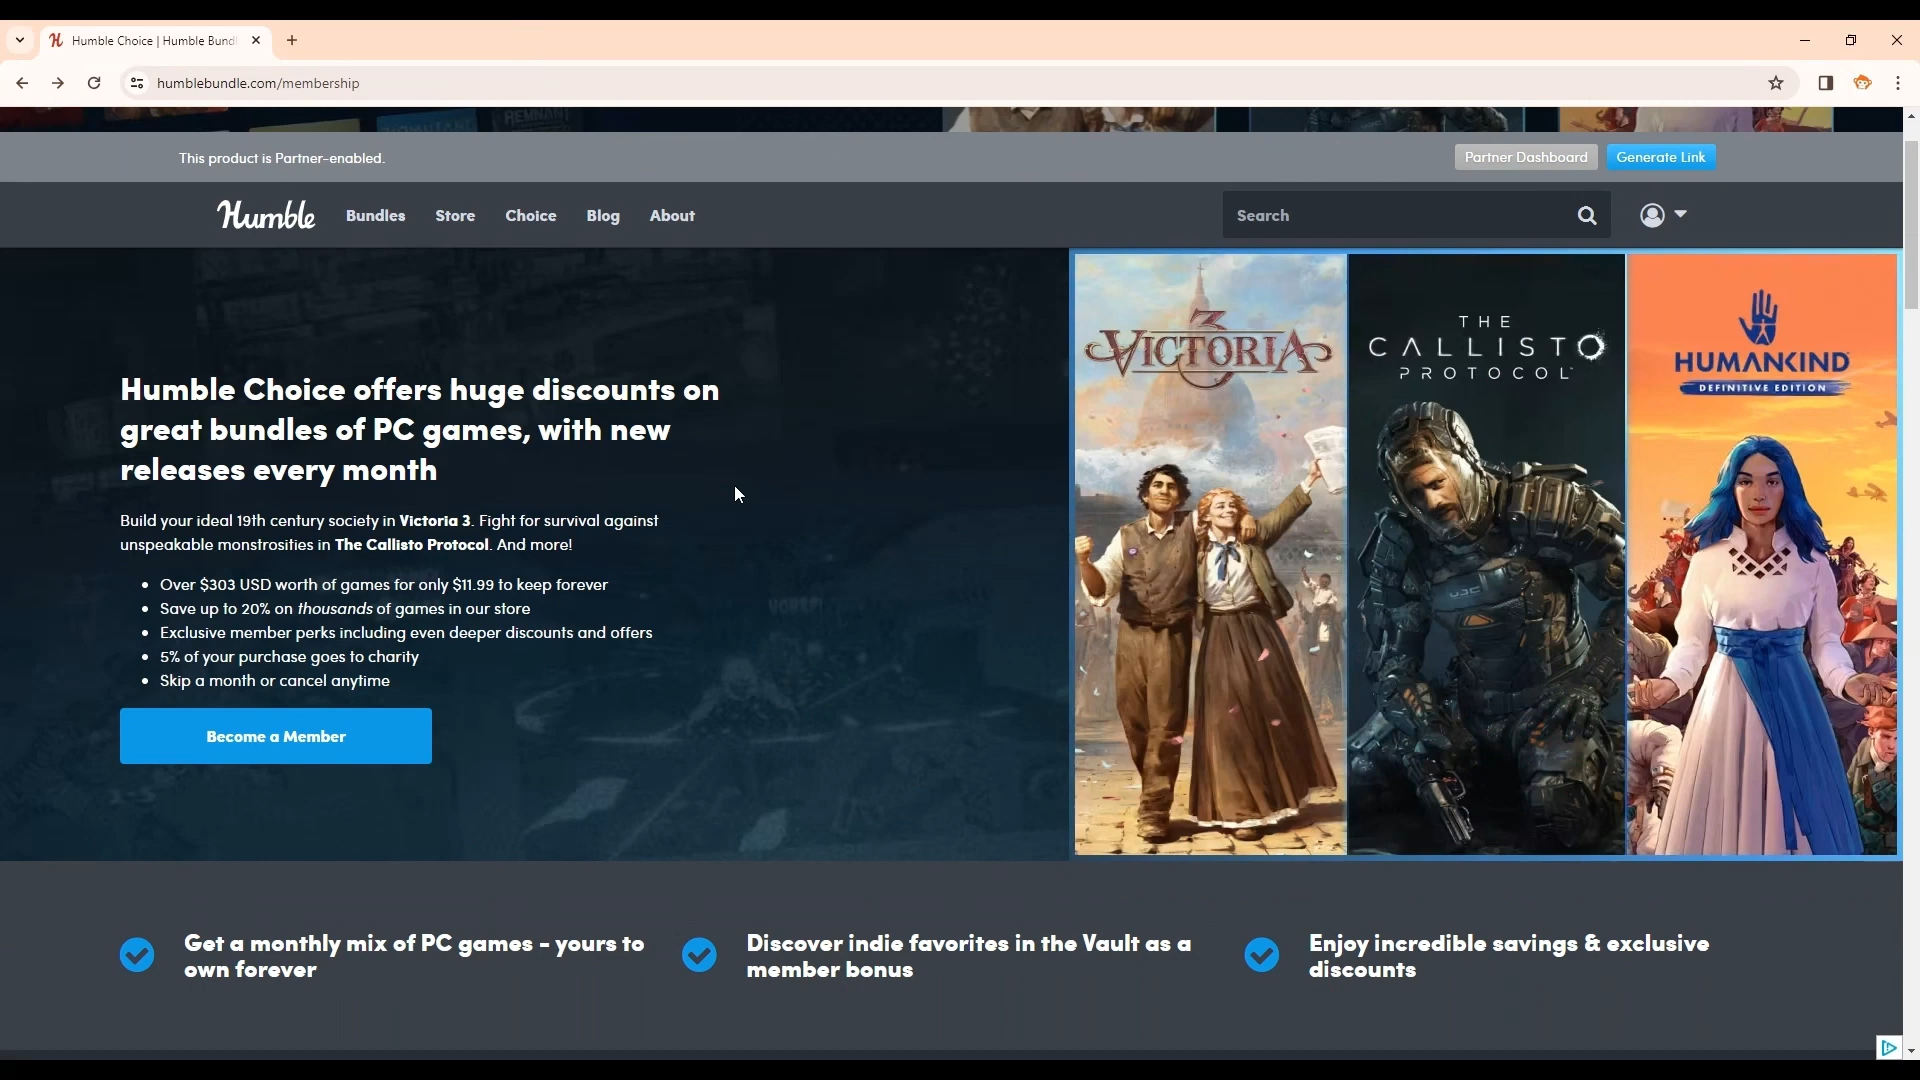 Humble Choice | Humble Bund
humblebundle.com/membership
This product is Partner-enabled.
Partner Dashboard
Generate Link
Humble
Bundles
Store
Choice
Blog
About
Search
Humble Choice offers huge discounts on
great bundles of PC games, with new
releases every month
Build your ideal 19th century society in Victoria 3. Fight for survival against
unspeakable monstrosities in The Callisto Protocol. And more!
• Over $303 USD worth of games for only $11.99 to keep forever
• Save up to 20% on thousands of games in our store
• Exclusive member perks including even deeper discounts and offers
• 5% of your purchase goes to charity
• Skip a month or cancel anytime
Become a Member
3
VICTORIA
THE
CALLISTO
PROTOCOL™
HUMANKIND
DEFINITIVE EDITION
Get a monthly mix of PC games - yours to
own forever
Discover indie favorites in the Vault as a
member bonus
Enjoy incredible savings & exclusive
discounts